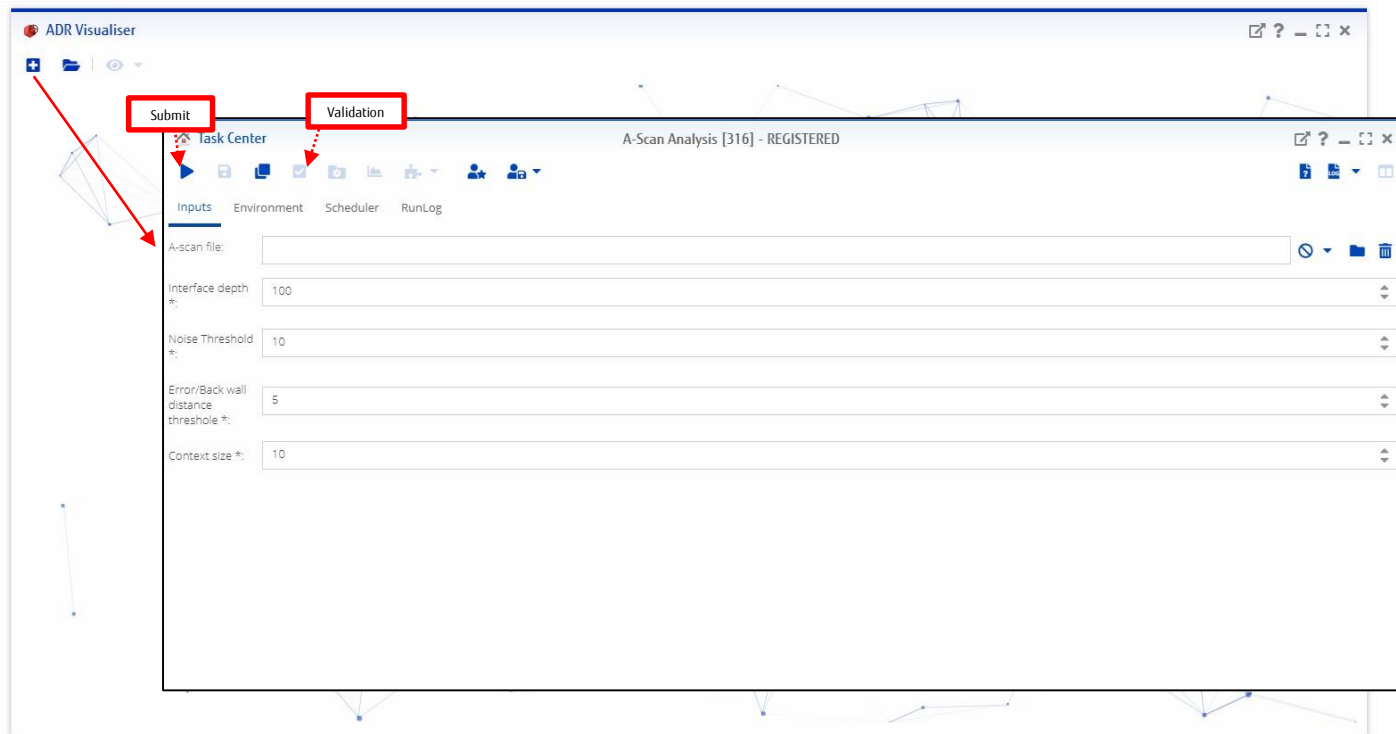 ADR Visualiser
Submit
Validation
Task Center
A-Scan Analysis [316] - REGISTERED
LOG
Inputs Environment Scheduler RunLog
A-scan file:
Interface depth
*:
100
Noise Threshold
*:
10
Error/Back wall
distance
threshole *:
5
Context size *:
10